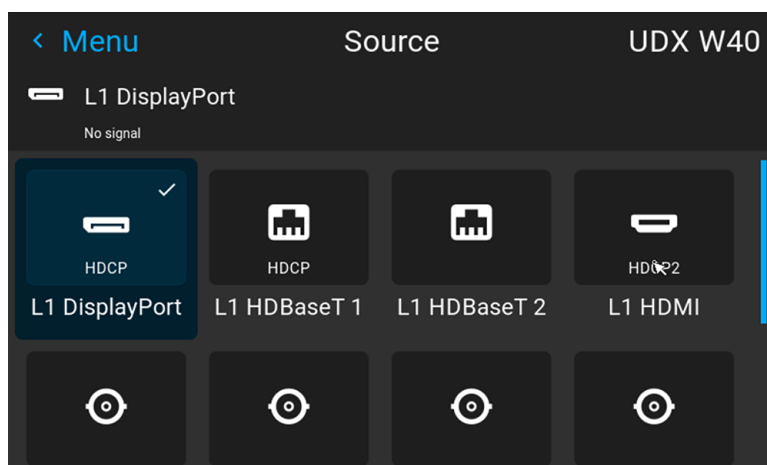 Menu
Source
UDX W40
L1 DisplayPort
No signal
HDCP
HDCP
HDCP2
L1 DisplayPort
L1 HDBaseT 1
L1 HDBaseT 2
L1 HDMI